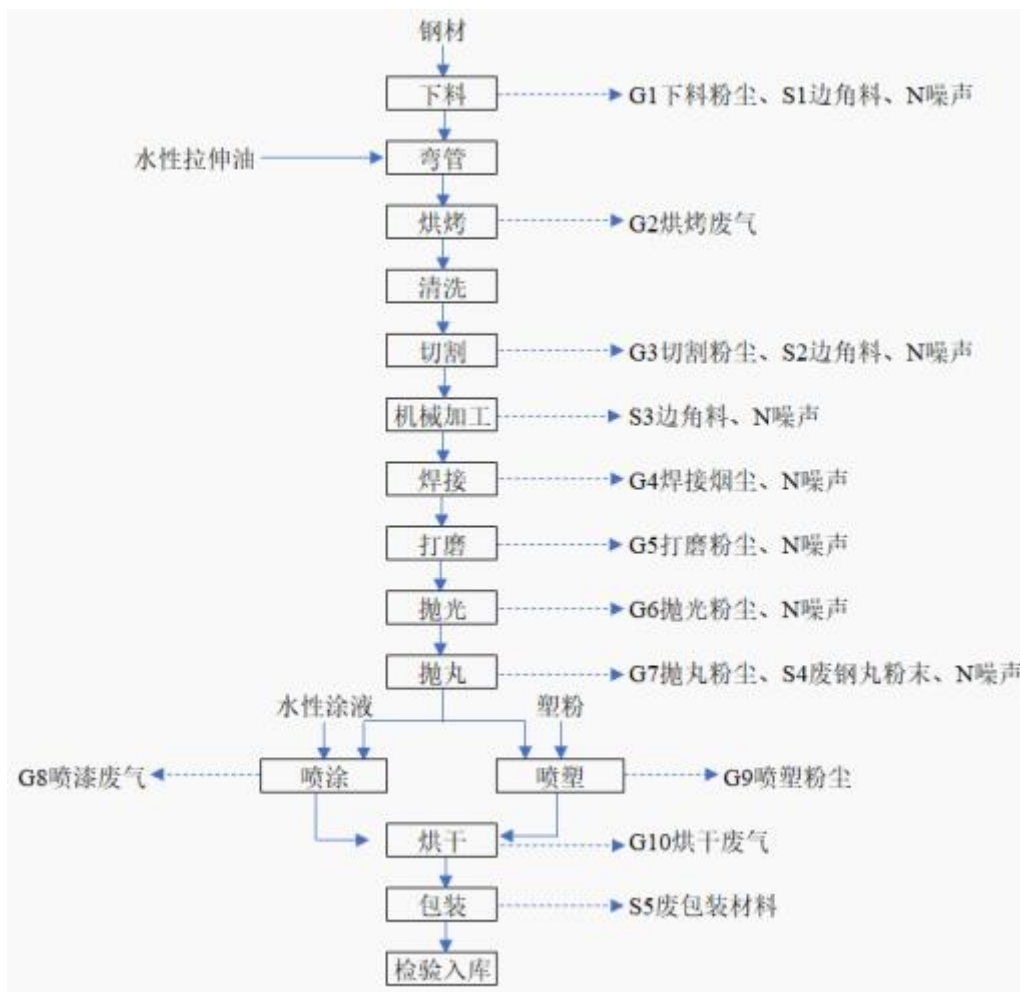 钢材
下料
G1下料粉尘、S1边角料、N噪声
水性拉伸油
弯管
烘烤
G2烘烤废气
清洗
切割
G3切割粉尘、S2边角料、N噪声
机械加工
S3边角料、N噪声
焊接
G4焊接烟尘、N噪声
打磨
G5打磨粉尘、N噪声
抛光
G6抛光粉尘、N噪声
抛丸
G7抛丸粉尘、S4废钢丸粉末、N噪声
水性涂液
塑粉
G8喷漆废气
喷涂
喷塑
G9喷塑粉尘
烘干
G10烘干废气
包装
S5废包装材料
检验入库